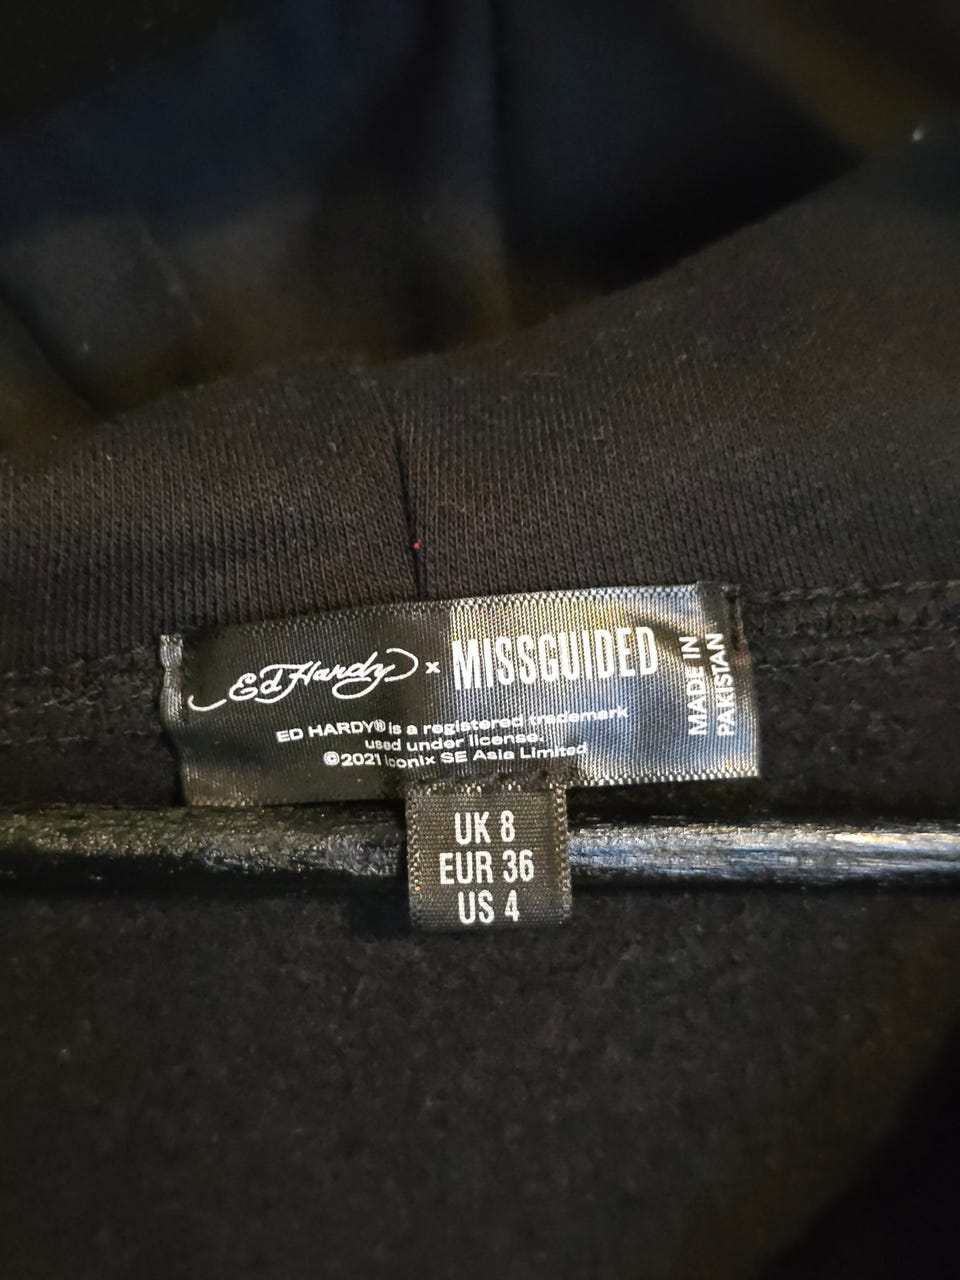 Ed Hardy x MISSGUIDED
ED HARDY® is a registered trademark
used under license.
©2021 Iconix SE Asia Limited
MADE IN
PAKISTAN
UK 8
EUR 36
US 4